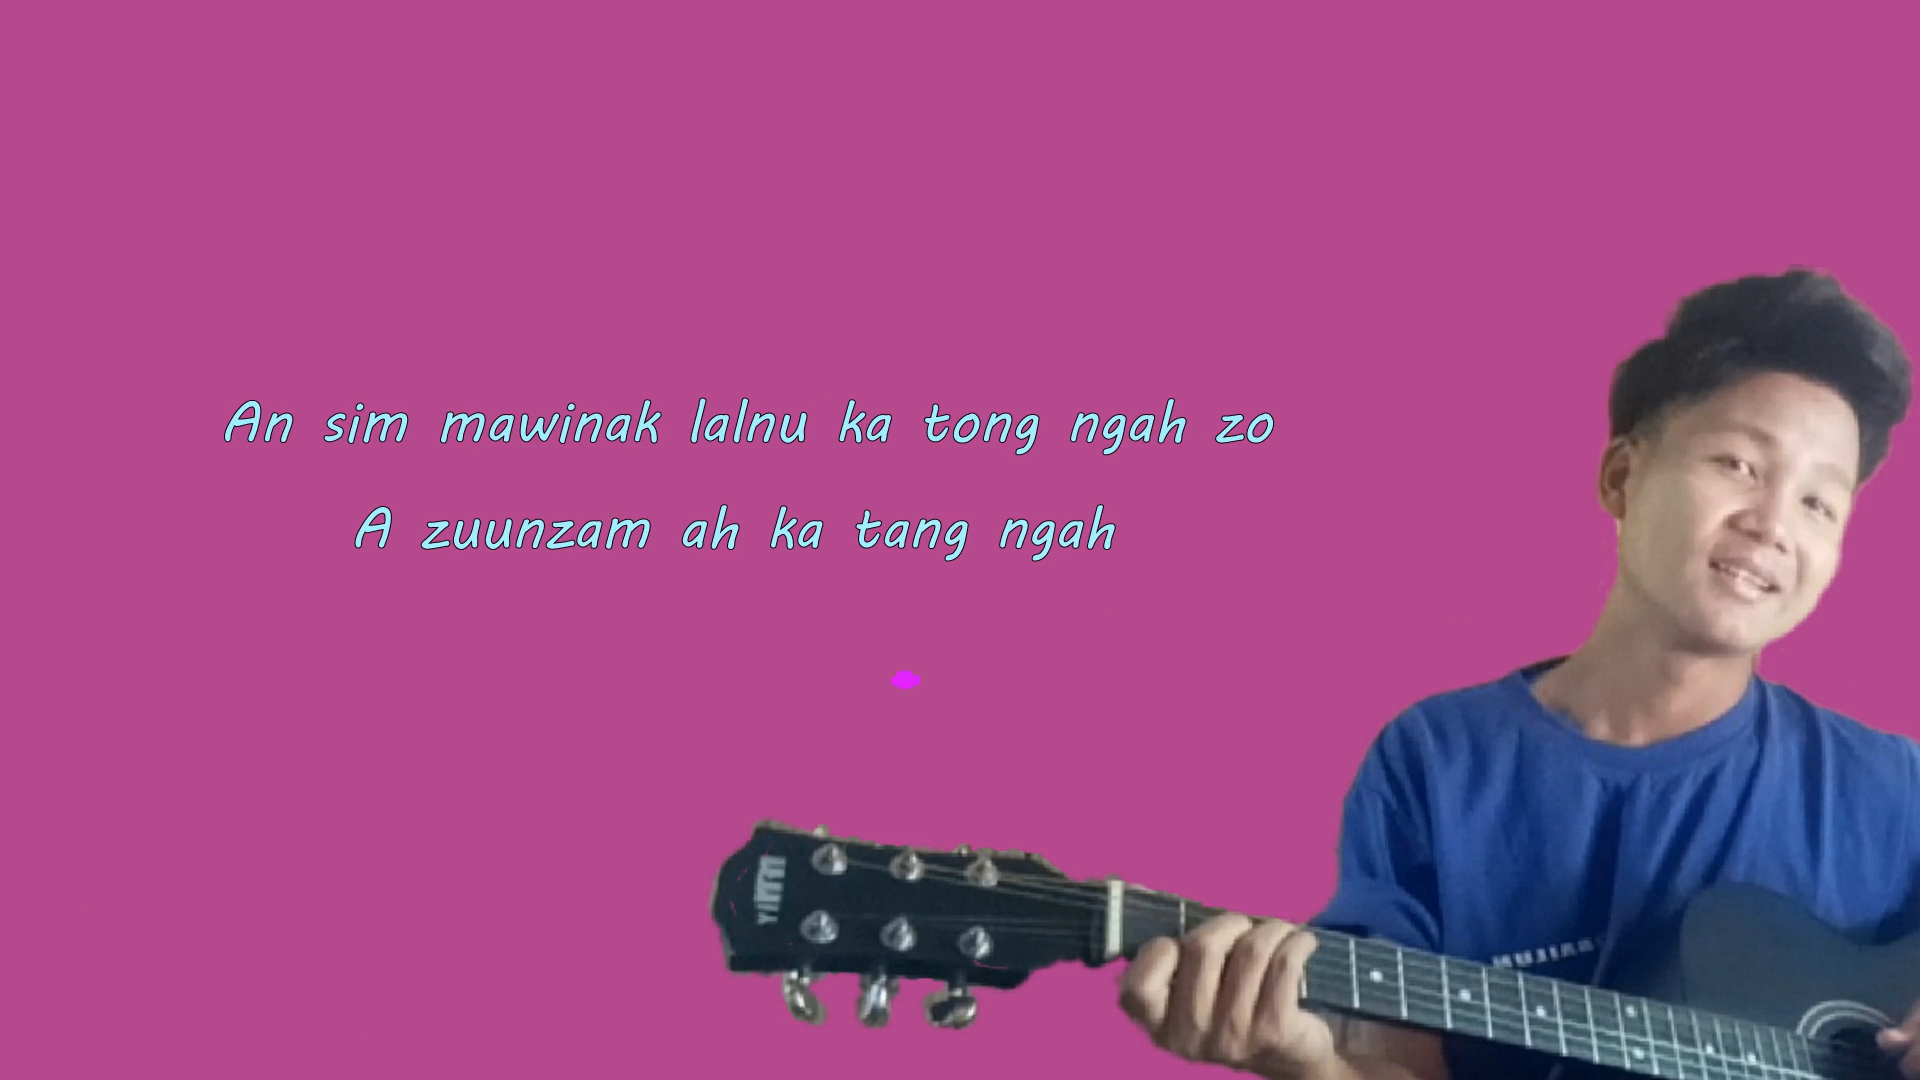 An sim mawinak lalnu ka tong ngah zo
A zuunzam ah ka tang ngah